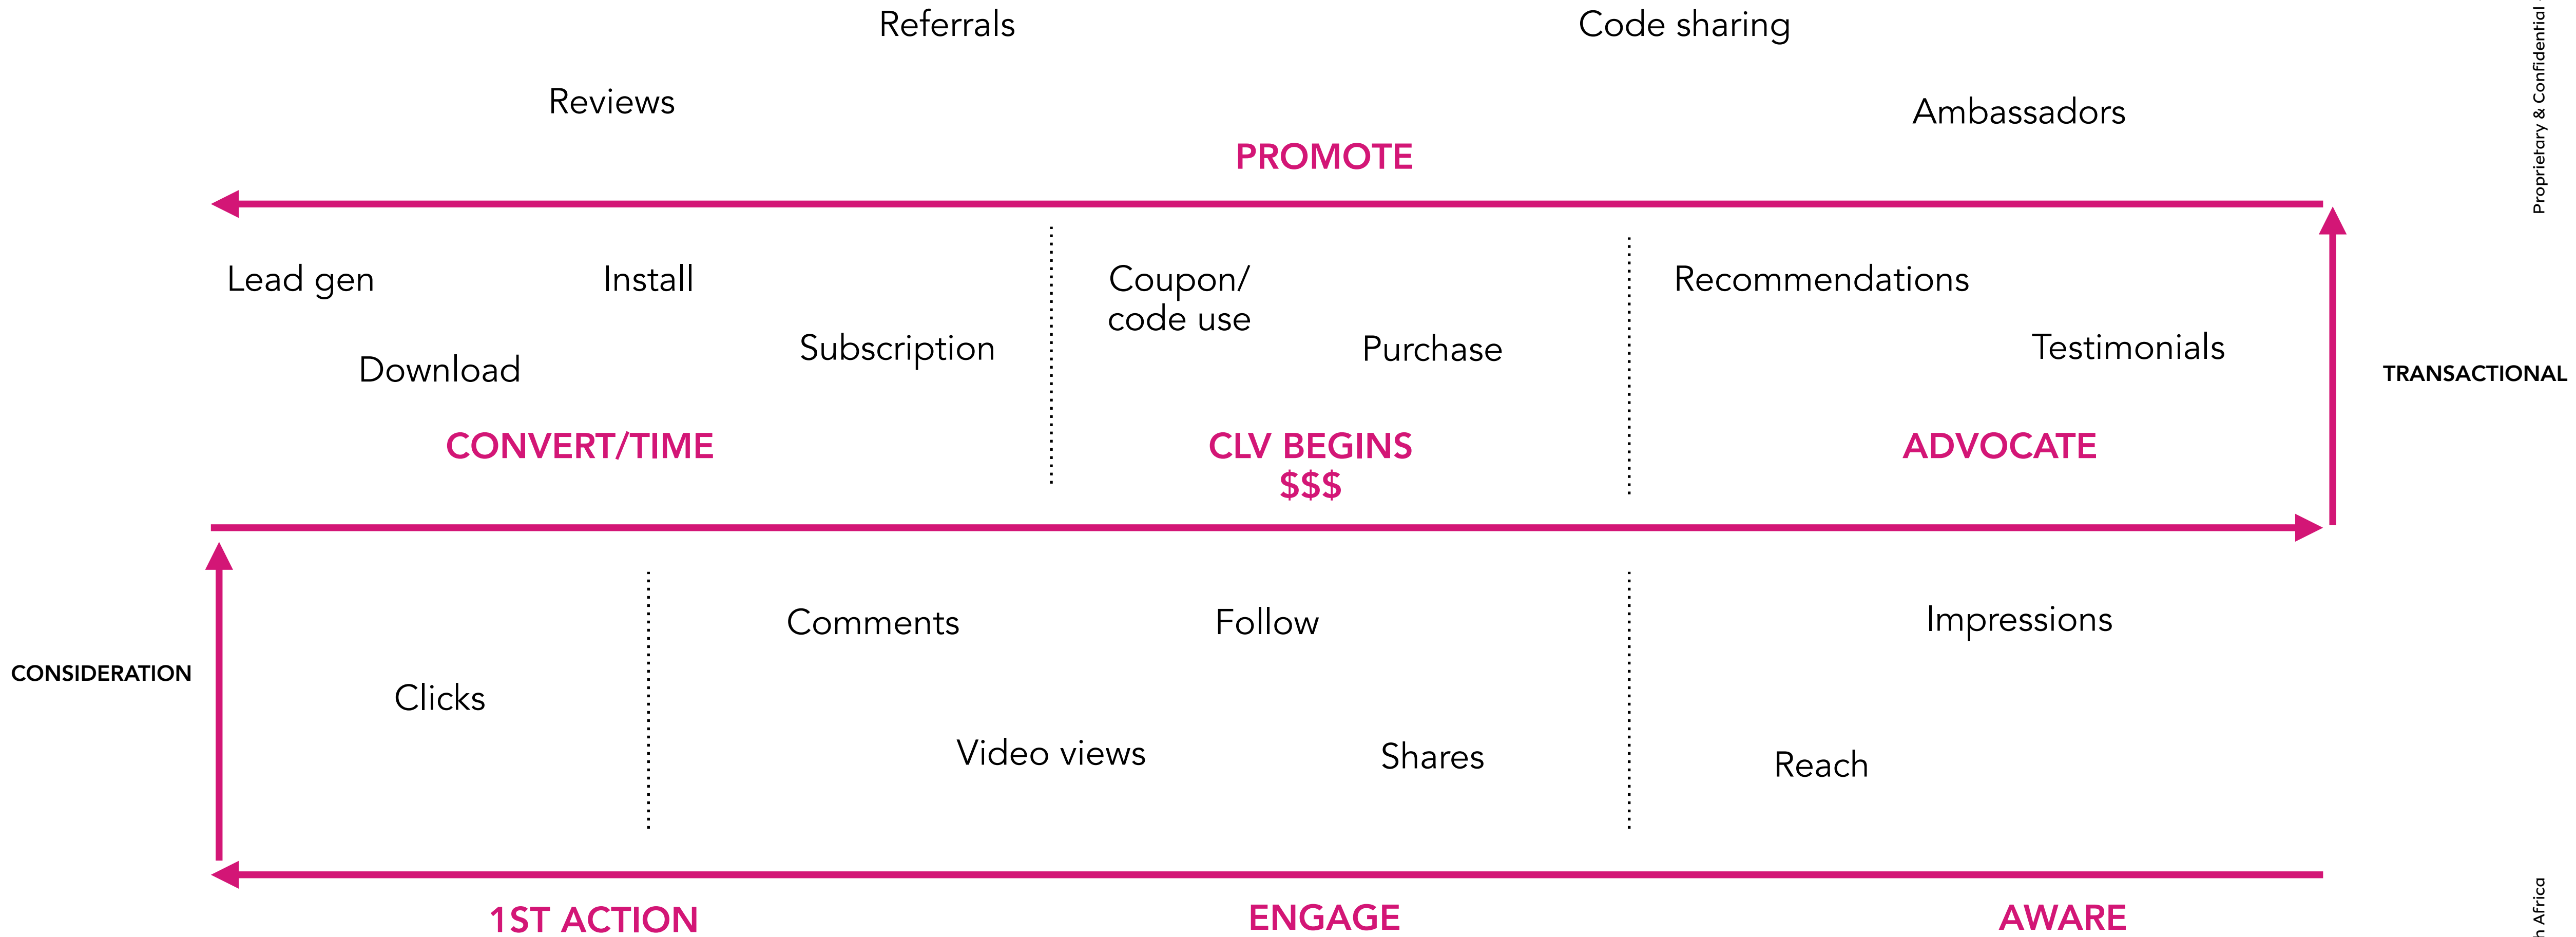 Referrals
Code sharing
Reviews
Ambassadors
PROMOTE
Lead gen
Install
Coupon/
code use
Recommendations
Download
Subscription
Purchase
Testimonials
TRANSACTIONAL
CONVERT/TIME
CLV BEGINS
$$$
ADVOCATE
Comments
Follow
Impressions
CONSIDERATION
Clicks
Video views
Shares
Reach
1ST ACTION
ENGAGE
AWARE
Proprietary & Confidential
Africa